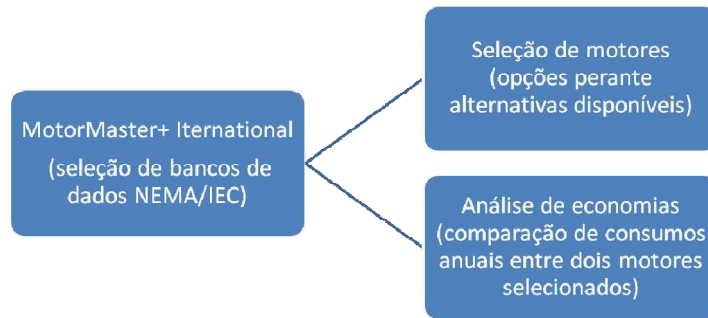 MotorMaster+ Iternational
(seleção de bancos de
dados NEMA/IEC)
Seleção de motores
(opções perante
alternativas disponíveis)
Análise de economias
(comparação de consumos
anuais entre dois motores
selecionados)